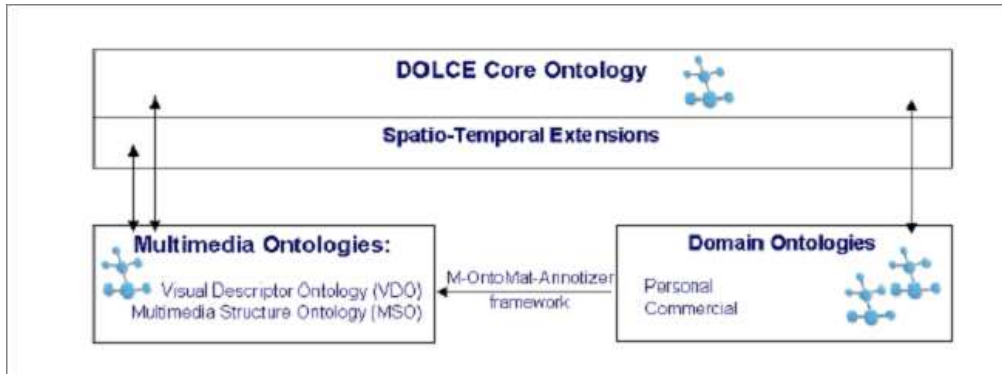 DOLCE Core Ontology
Spatio-Temporal Extensions
Multimedia Ontologies:
Visual Descriptor Ontology (VDO)
Multimedia Structure Ontology (MSO)
M-OntoMat-Annotizer
framework
Domain Ontologies
Personal
Commercial